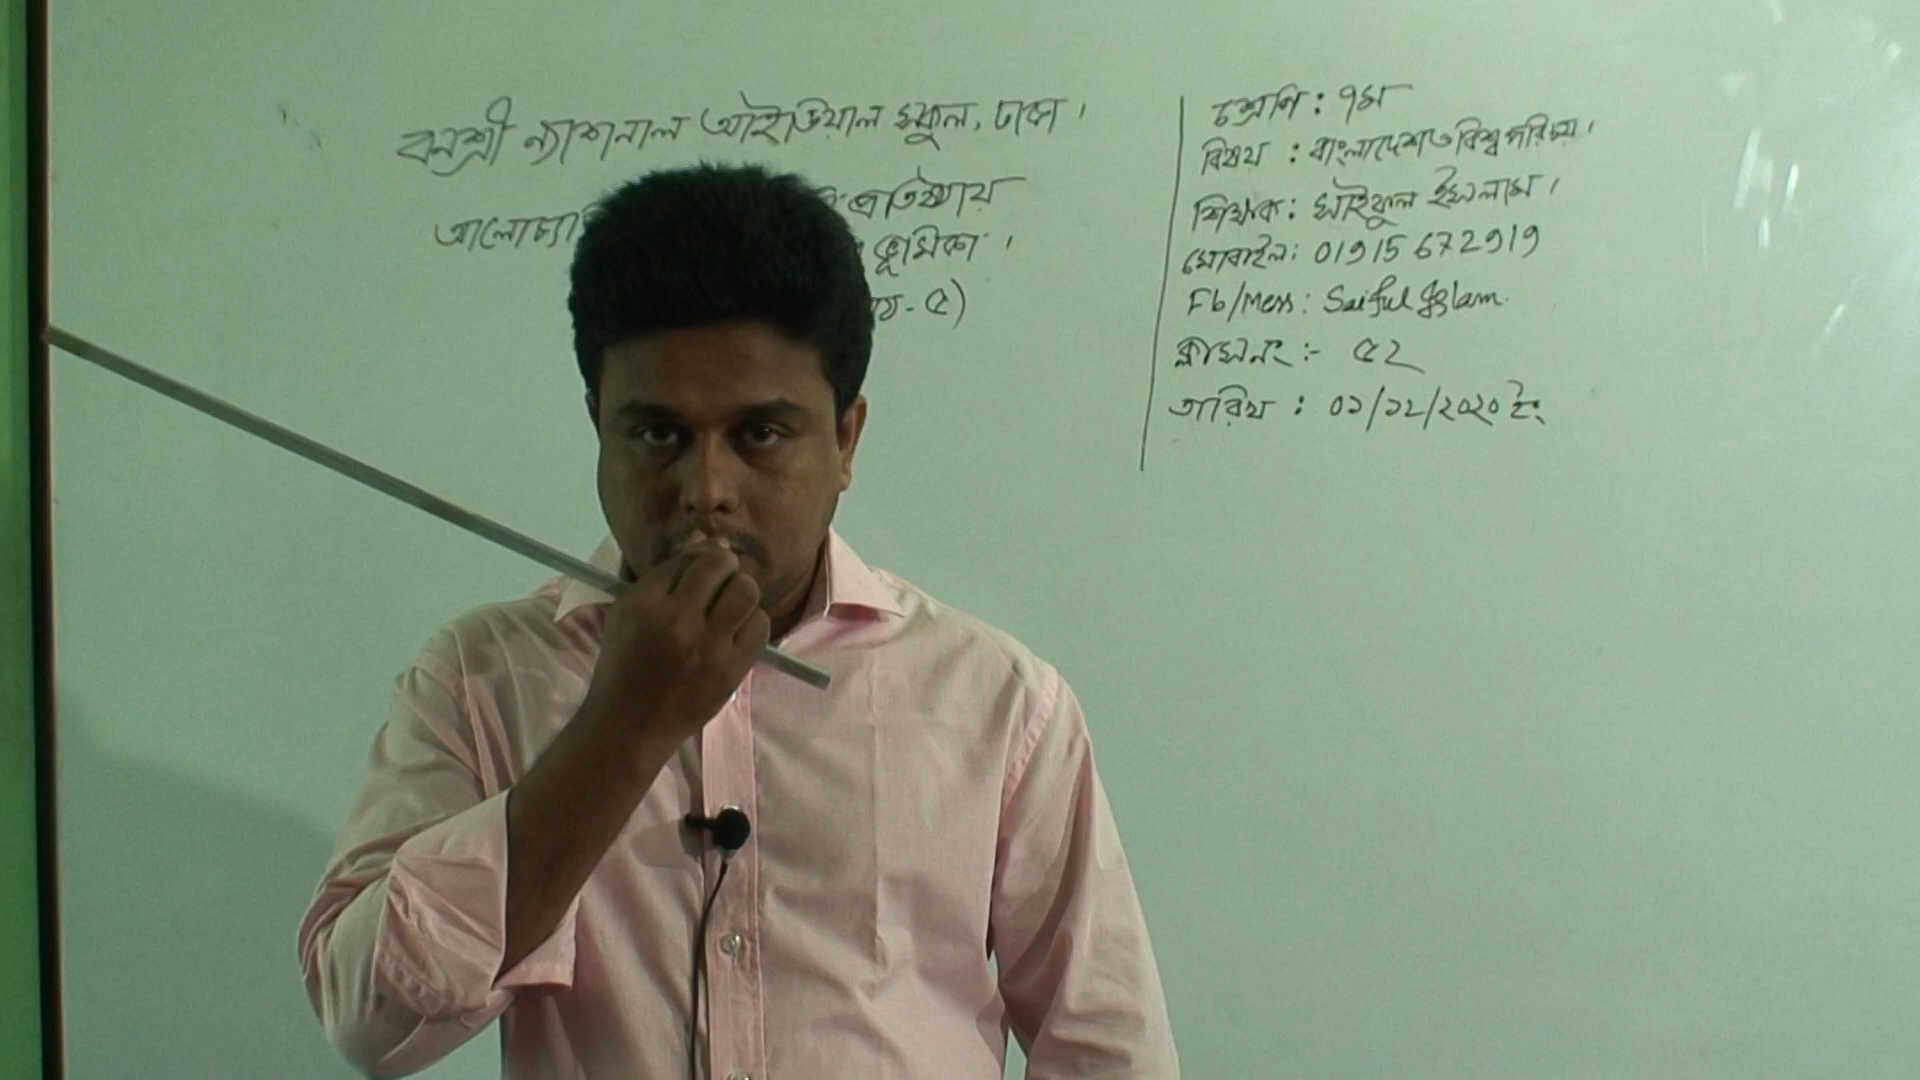 বনশ্রী ন্যাশনাল আইডিয়াল স্কুল, ঢাকা।
আলোচ্য প্রতিষ্ঠায়
ভূমিকা।
- ৫)
শ্রেণি : ৭ম
বিষয় : বাংলাদেশ ও বিশ্ব পরিচয়।
শিক্ষক : সাইফুল ইসলাম।
মোবাইল: 01915 672919
Fb/Mess: Saiful Islam.
ক্লাস নং :- ৫২
তারিখ : ০১/১২/২০২০ ইং